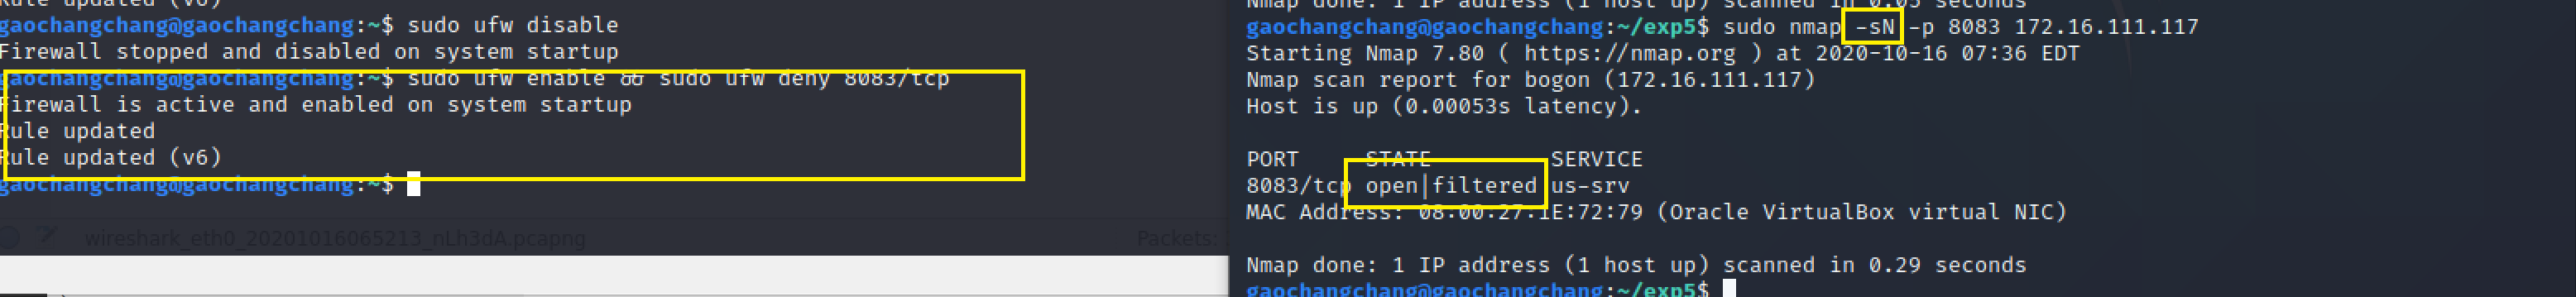 Rule updated (v6)
gaochangchang@gaochangchang:~$ sudo ufw disable
Firewall stopped and disabled on system startup
gaochangchang@gaochangchang:~$ sudo ufw enable && sudo ufw deny 8083/tcp
Firewall is active and enabled on system startup
Rule updated
Rule updated (v6)
gaochangchang@gaochangchang:~$
wireshark_eth0_20201016065213_nLh3dA.pcapng
Packets:
Nmap done: 1 IP address (1 host up) scanned in 0.05 seconds
gaochangchang@gaochangchang:~/exp5$ sudo nmap -sN -p 8083 172.16.111.117
Starting Nmap 7.80 ( https://nmap.org ) at 2020-10-16 07:36 EDT
Nmap scan report for bogon (172.16.111.117)
Host is up (0.00053s latency).
PORT STATE SERVICE
8083/tcp open|filtered us-srv
MAC Address: 08:00:27:1E:72:79 (Oracle VirtualBox virtual NIC)
Nmap done: 1 IP address (1 host up) scanned in 0.29 seconds
gaochangchang@gaochangchang:~/exp5$